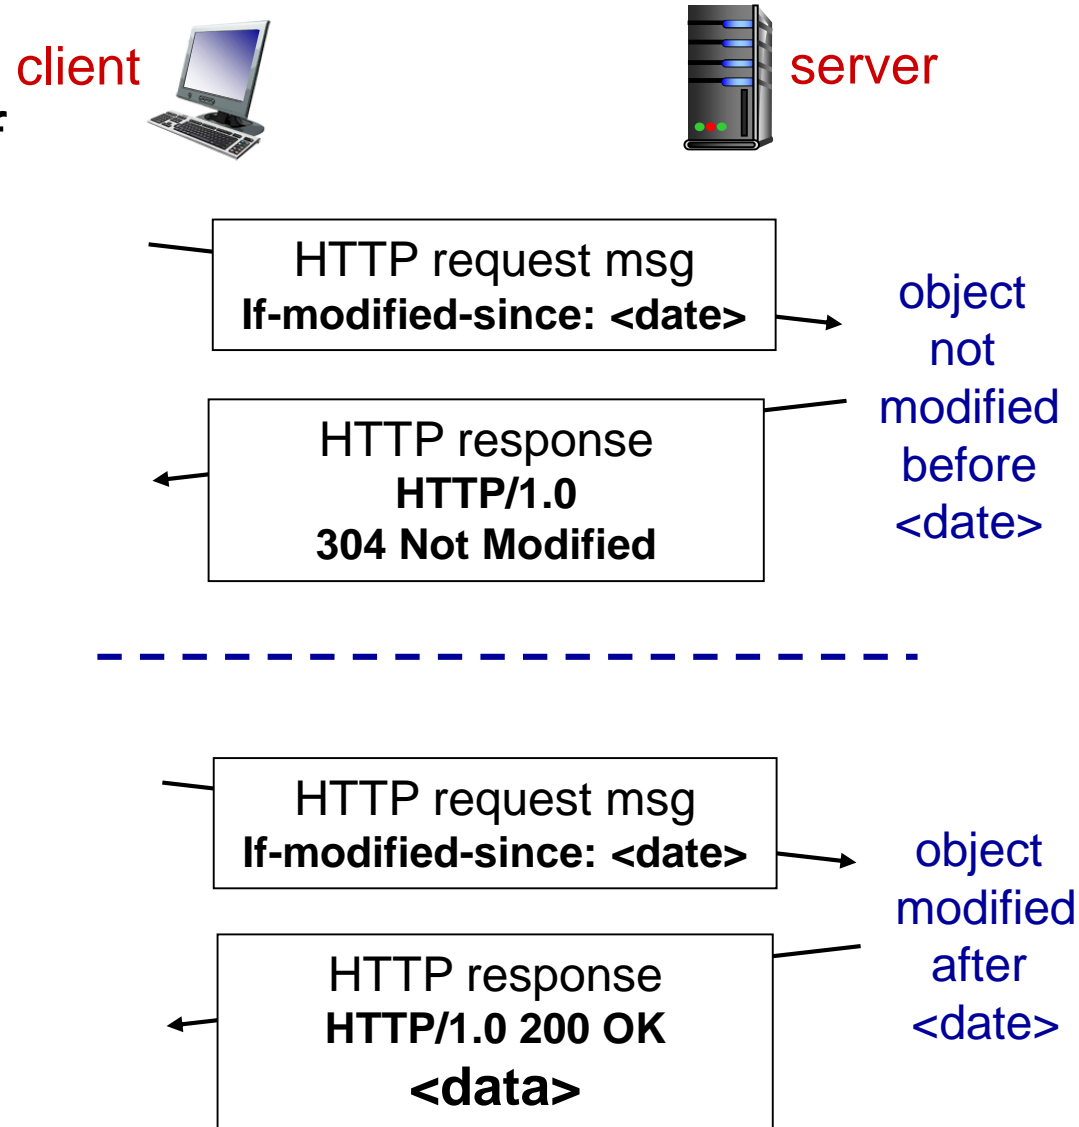 client
server
f
HTTP request msg
If-modified-since: <date>
object
not
modified
before
<date>
HTTP response
HTTP/1.0
304 Not Modified
HTTP request msg
If-modified-since: <date>
object
modified
after
<date>
HTTP response
HTTP/1.0 200 OK
<data>